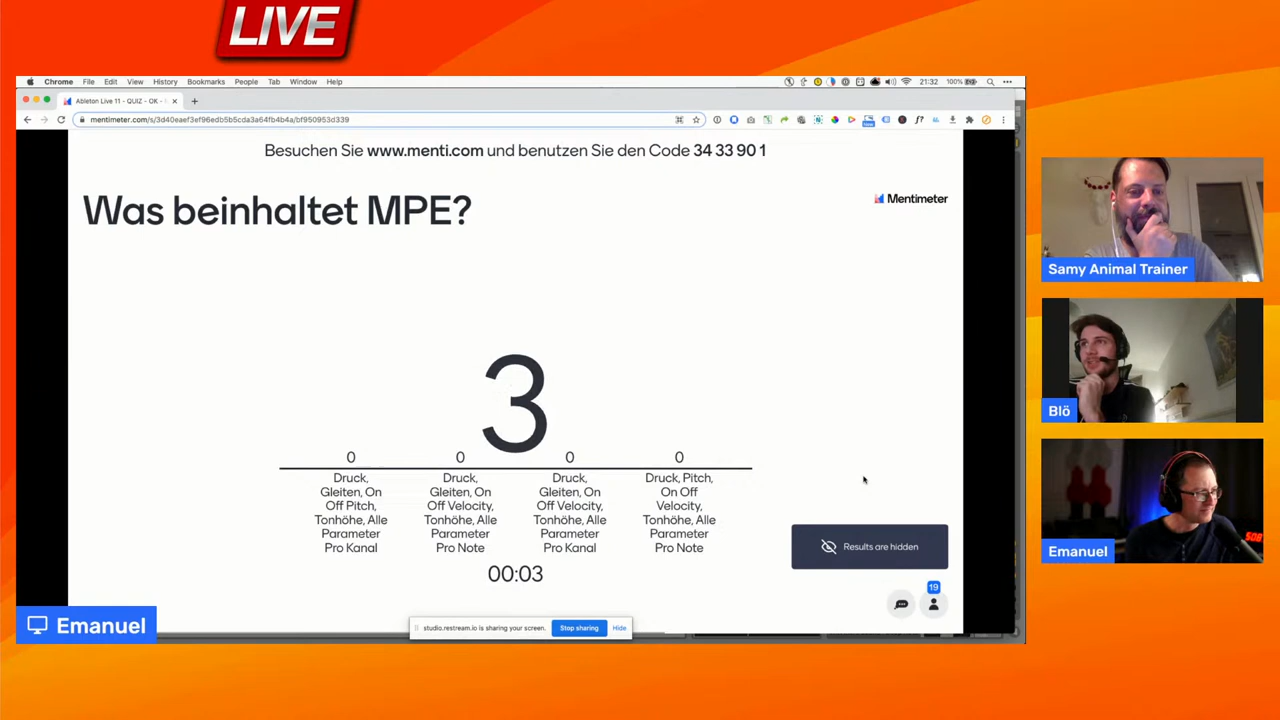 LIVE
Chrome File Edit View History Bookmarks People Tab Window Help
21:32 100%
Ableton Live 11 - QUIZ - OK -
mentimeter.com/s/3d40eaef3ef96edb5b5cda3a64fb4b4a/bf950953d339
Besuchen Sie www.menti.com und benutzen Sie den Code 34 33 90 1
Was beinhaltet MPE?
Mentimeter
3
0 0 0 0
Druck,
Gleiten, On
Off Pitch,
Tonhöhe, Alle
Parameter
Pro Kanal
Druck,
Gleiten, On
Off Velocity,
Tonhöhe, Alle
Parameter
Pro Note
Druck,
Gleiten, On
Off Velocity,
Tonhöhe, Alle
Parameter
Pro Kanal
Druck, Pitch,
On Off
Velocity,
Tonhöhe, Alle
Parameter
Pro Note
00:03
Results are hidden
19
studio.restream.io is sharing your screen. Stop sharing Hide
Emanuel
Samy Animal Trainer
Blö
Emanuel